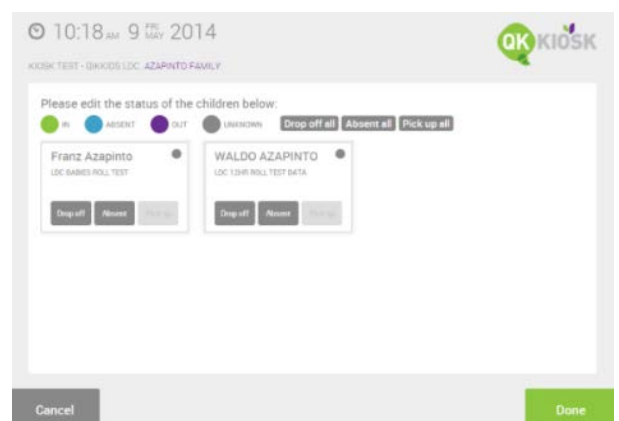 10:18 AM 9 FRI MAY 2014
QK KIOSK
KIOSK TEST - QIKKIDS LDC AZAPINTO FAMILY
Please edit the status of the children below:
IN ABSENT OUT UNKNOWN Drop off all Absent all Pick up all
Franz Azapinto WALDO AZAPINTO
LDC BABIES ROLL TEST LDC 12HR ROLL TEST DATA
Drop off Absent Pick up Drop off Absent Pick up
Cancel Done